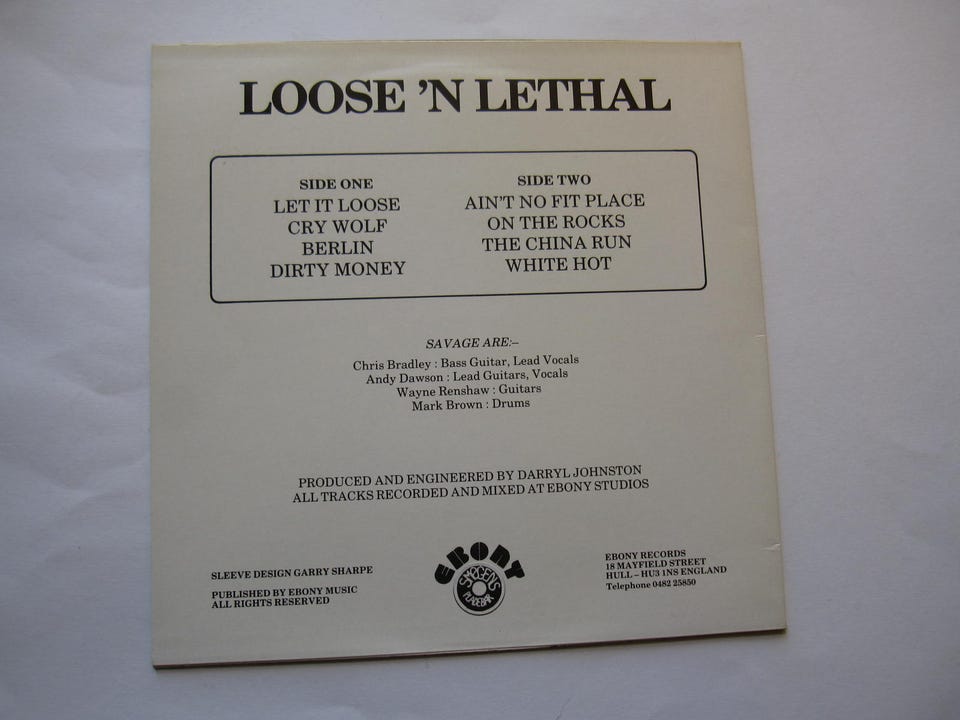 LOOSE 'N LETHAL
SIDE ONE
LET IT LOOSE
CRY WOLF
BERLIN
DIRTY MONEY
SIDE TWO
AIN'T NO FIT PLACE
ON THE ROCKS
THE CHINA RUN
WHITE HOT
SAVAGE ARE:–
Chris Bradley : Bass Guitar, Lead Vocals
Andy Dawson : Lead Guitars, Vocals
Wayne Renshaw : Guitars
Mark Brown : Drums
PRODUCED AND ENGINEERED BY DARRYL JOHNSTON
ALL TRACKS RECORDED AND MIXED AT EBONY STUDIOS
SLEEVE DESIGN GARRY SHARPE
PUBLISHED BY EBONY MUSIC
ALL RIGHTS RESERVED
EBONY
SMØGENS
PLADEBAR
EBONY RECORDS
18 MAYFIELD STREET
HULL – HU3 1NS ENGLAND
Telephone 0482 25850